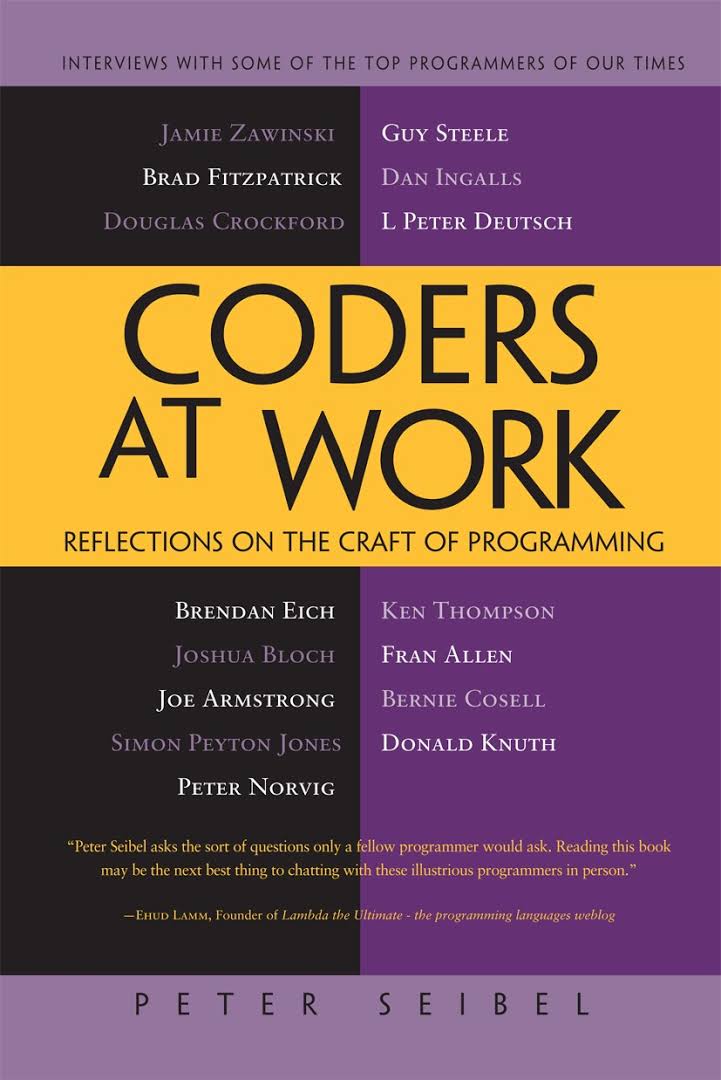 INTERVIEWS WITH SOME OF THE TOP PROGRAMMERS OF OUR TIMES
JAMIE ZAWINSKI
BRAD FITZPATRICK
DOUGLAS CROCKFORD
GUY STEELE
DAN INGALLS
L PETER DEUTSCH
CODERS
AT WORK
REFLECTIONS ON THE CRAFT OF PROGRAMMING
BRENDAN EICH
JOSHUA BLOCH
JOE ARMSTRONG
SIMON PEYTON JONES
PETER NORVIG
KEN THOMPSON
FRAN ALLEN
BERNIE COSELL
DONALD KNUTH
“Peter Seibel asks the sort of questions only a fellow programmer would ask. Reading this book
may be the next best thing to chatting with these illustrious programmers in person.”
—EHUD LAMM, Founder of Lambda the Ultimate - the programming languages weblog
PETER SEIBEL